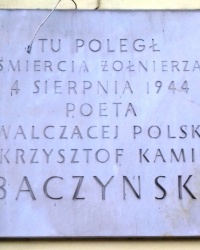 TU POLEGŁ
ŚMIERCIĄ ŻOŁNIERZA
4 SIERPNIA 1944
POETA
WALCZĄCEJ POLSK
KRZYSZTOF KAMI
BACZYŃSK